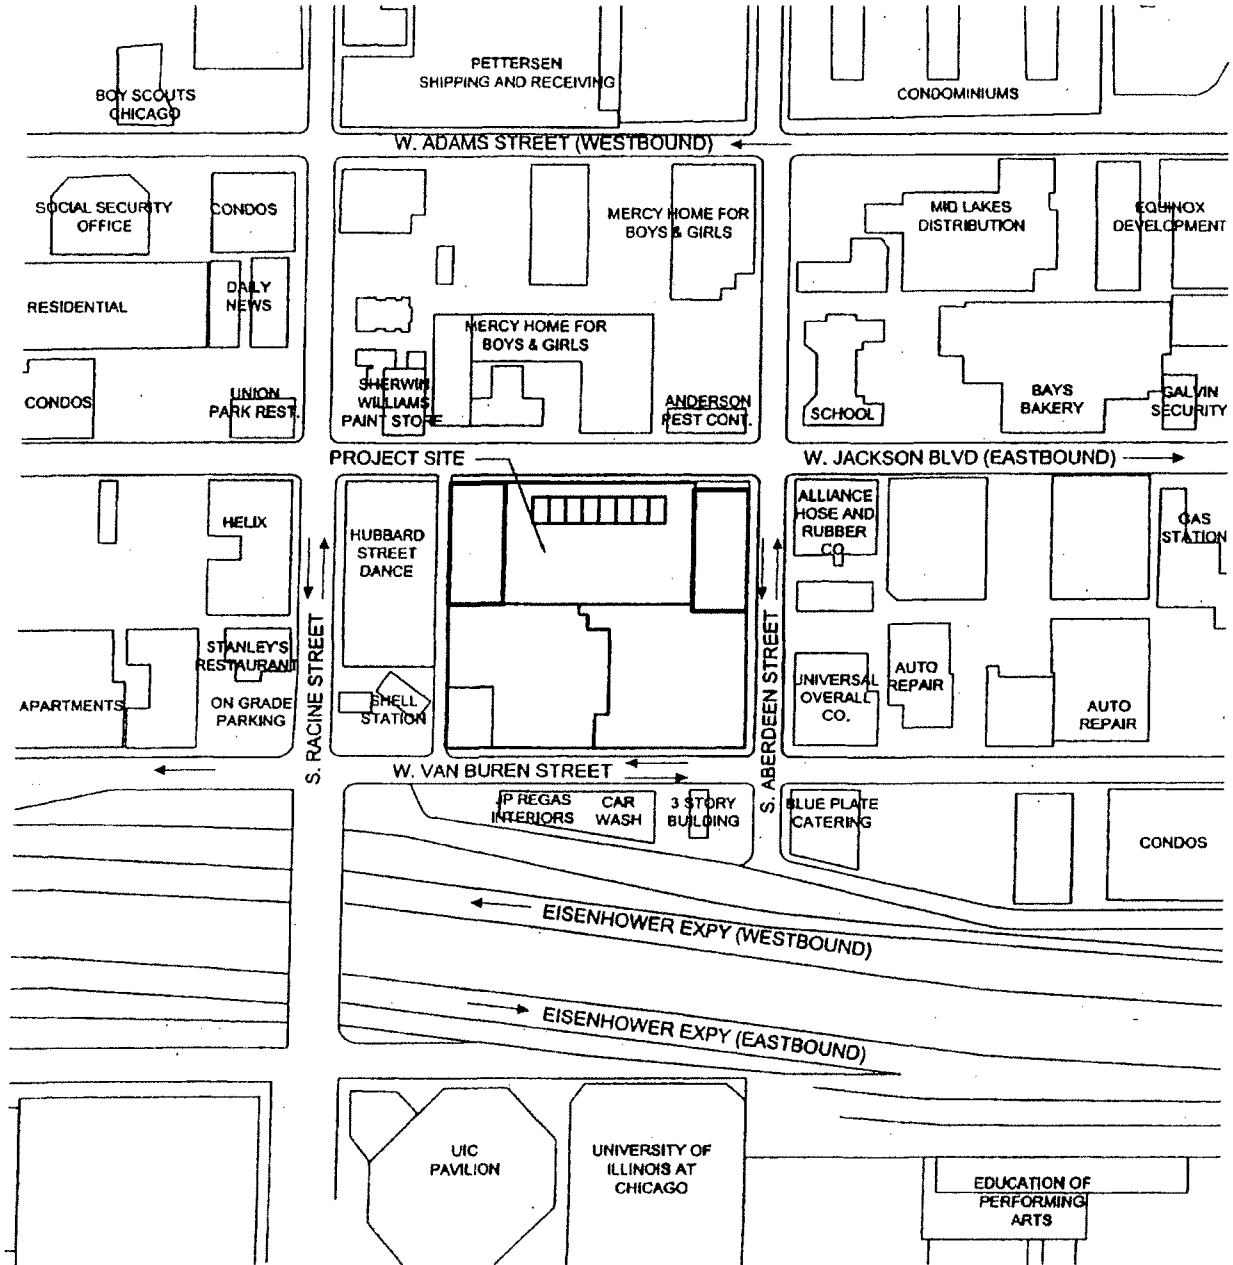 PETTERSEN
SHIPPING AND RECEIVING
BOY SCOUTS
CHICAGO
CONDOMINIUMS
W. ADAMS STREET (WESTBOUND)
SOCIAL SECURITY
OFFICE
CONDOS
MERCY HOME FOR
BOYS & GIRLS
MID LAKES
DISTRIBUTION
EQUINOX
DEVELOPMENT
RESIDENTIAL
DAILY
NEWS
MERCY HOME FOR
BOYS & GIRLS
CONDOS
UNION
PARK REST.
SHERWIN
WILLIAMS
PAINT STORE
ANDERSON
PEST CONT.
SCHOOL
BAYS
BAKERY
GALVIN
SECURITY
PROJECT SITE
W. JACKSON BLVD (EASTBOUND)
HELIX
HUBBARD
STREET
DANCE
ALLIANCE
HOSE AND
RUBBER
CO
GAS
STATION
S. RACINE STREET
S. ABERDEEN STREET
STANLEY'S
RESTAURANT
APARTMENTS
ON GRADE
PARKING
SHELL
STATION
UNIVERSAL
OVERALL
CO.
AUTO
REPAIR
AUTO
REPAIR
W. VAN BUREN STREET
JP REGAS
INTERIORS
CAR
WASH
3 STORY
BUILDING
BLUE PLATE
CATERING
CONDOS
EISENHOWER EXPY (WESTBOUND)
EISENHOWER EXPY (EASTBOUND)
UIC
PAVILION
UNIVERSITY OF
ILLINOIS AT
CHICAGO
EDUCATION OF
PERFORMING
ARTS